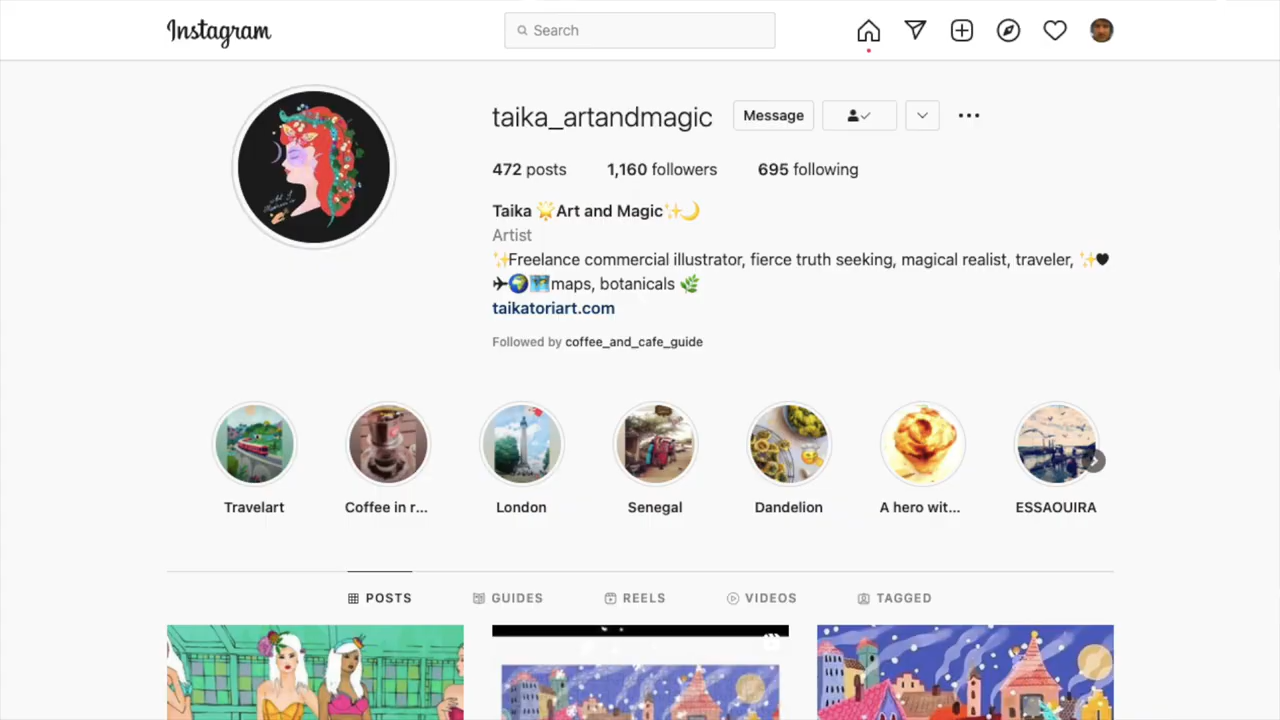 Instagram
Search
taika_artandmagic
Message
472 posts 1,160 followers 695 following
Taika 🌟Art and Magic✨🌙
Artist
✨Freelance commercial illustrator, fierce truth seeking, magical realist, traveler, ✨🖤
✈🌍🗺️maps, botanicals 🌿
taikatoriart.com
Followed by coffee_and_cafe_guide
Travelart Coffee in r... London Senegal Dandelion A hero wit... ESSAOUIRA
POSTS GUIDES REELS VIDEOS TAGGED